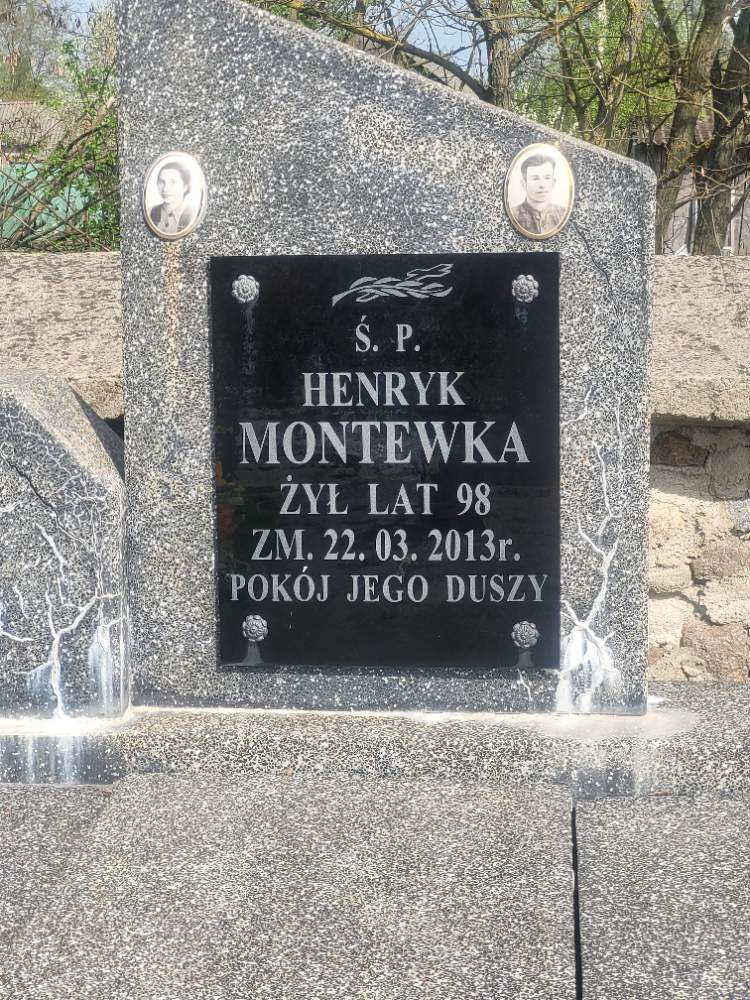 Ś. P.
HENRYK
MONTEWKA
ŻYŁ LAT 98
ZM. 22. 03. 2013r.
POKÓJ JEGO DUSZY